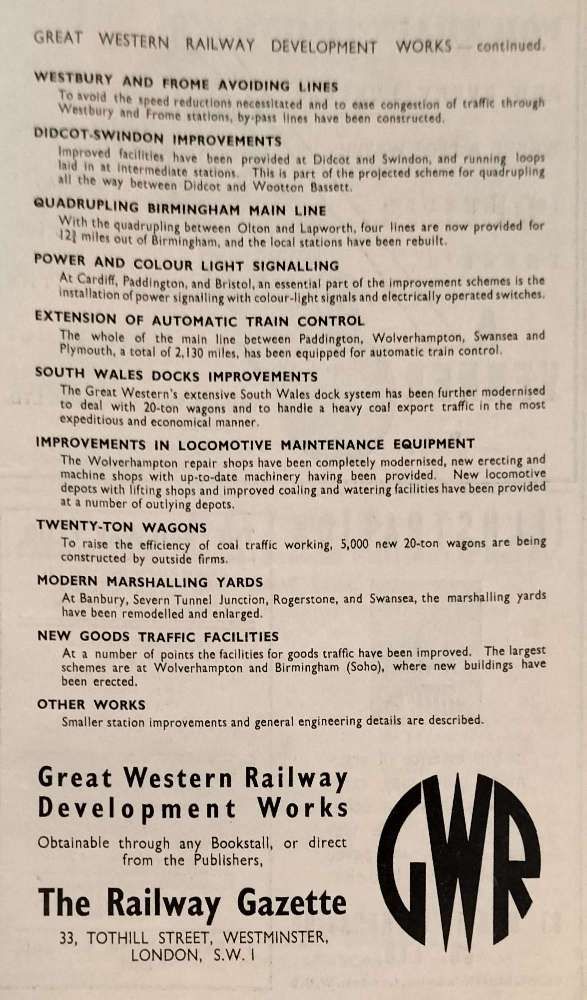 GREAT WESTERN RAILWAY DEVELOPMENT WORKS — continued.
WESTBURY AND FROME AVOIDING LINES
To avoid the speed reductions necessitated and to ease congestion of traffic through
Westbury and Frome stations, by-pass lines have been constructed.
DIDCOT-SWINDON IMPROVEMENTS
Improved facilities have been provided at Didcot and Swindon, and running loops
laid in at intermediate stations. This is part of the projected scheme for quadrupling
all the way between Didcot and Wootton Bassett.
QUADRUPLING BIRMINGHAM MAIN LINE
With the quadrupling between Olton and Lapworth, four lines are now provided for
12¾ miles out of Birmingham, and the local stations have been rebuilt.
POWER AND COLOUR LIGHT SIGNALLING
At Cardiff, Paddington, and Bristol, an essential part of the improvement schemes is the
installation of power signalling with colour-light signals and electrically operated switches.
EXTENSION OF AUTOMATIC TRAIN CONTROL
The whole of the main line between Paddington, Wolverhampton, Swansea and
Plymouth, a total of 2,130 miles, has been equipped for automatic train control.
SOUTH WALES DOCKS IMPROVEMENTS
The Great Western's extensive South Wales dock system has been further modernised
to deal with 20-ton wagons and to handle a heavy coal export traffic in the most
expeditious and economical manner.
IMPROVEMENTS IN LOCOMOTIVE MAINTENANCE EQUIPMENT
The Wolverhampton repair shops have been completely modernised, new erecting and
machine shops with up-to-date machinery having been provided. New locomotive
depots with lifting shops and improved coaling and watering facilities have been provided
at a number of outlying depots.
TWENTY-TON WAGONS
To raise the efficiency of coal traffic working, 5,000 new 20-ton wagons are being
constructed by outside firms.
MODERN MARSHALLING YARDS
At Banbury, Severn Tunnel Junction, Rogerstone, and Swansea, the marshalling yards
have been remodelled and enlarged.
NEW GOODS TRAFFIC FACILITIES
At a number of points the facilities for goods traffic have been improved. The largest
schemes are at Wolverhampton and Birmingham (Soho), where new buildings have
been erected.
OTHER WORKS
Smaller station improvements and general engineering details are described.
Great Western Railway
Development Works
Obtainable through any Bookstall, or direct
from the Publishers,
The Railway Gazette
33, TOTHILL STREET, WESTMINSTER,
LONDON, S.W.1
GWR